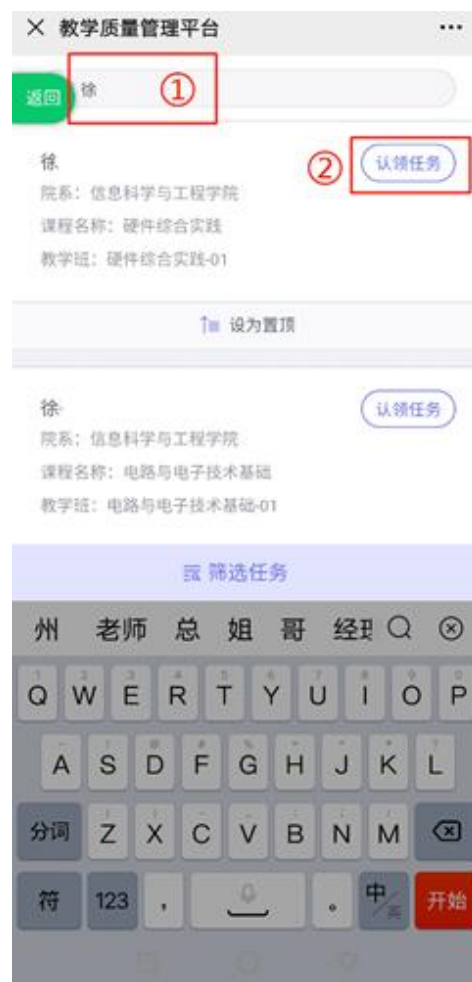 × 教学质量管理平台 ···
返回 徐 ①
徐 ② 认领任务
院系：信息科学与工程学院
课程名称：硬件综合实践
教学班：硬件综合实践-01
设为置顶
徐 认领任务
院系：信息科学与工程学院
课程名称：电路与电子技术基础
教学班：电路与电子技术基础-01
筛选任务
州 老师 总 姐 哥 经理
Q W E R T Y U I O P
A S D F G H J K L
分词 Z X C V B N M
符 123 ， 。 中/英 开始